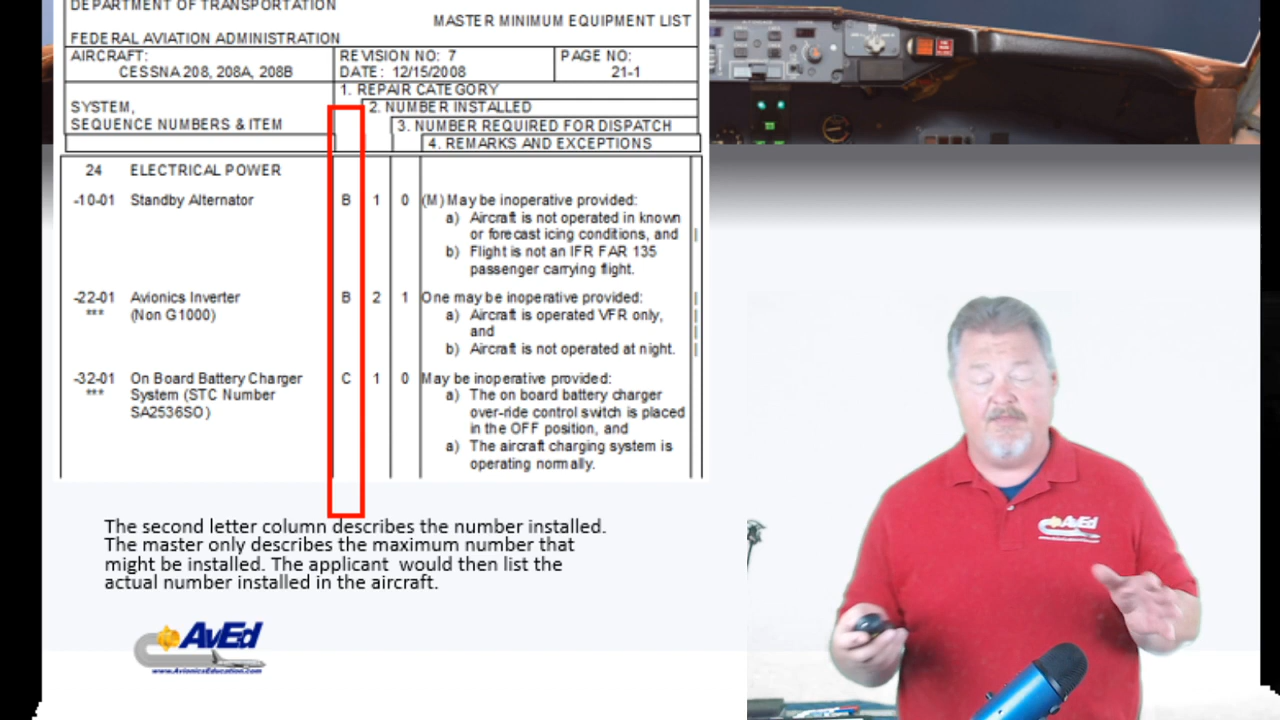 DEPARTMENT OF TRANSPORTATION
MASTER MINIMUM EQUIPMENT LIST
FEDERAL AVIATION ADMINISTRATION
AIRCRAFT:
CESSNA 208, 208A, 208B
REVISION NO: 7
DATE: 12/15/2008
PAGE NO:
21-1
1. REPAIR CATEGORY
SYSTEM,
SEQUENCE NUMBERS & ITEM
2. NUMBER INSTALLED
3. NUMBER REQUIRED FOR DISPATCH
4. REMARKS AND EXCEPTIONS
24 ELECTRICAL POWER
-10-01 Standby Alternator B 1 0 (M) May be inoperative provided:
a) Aircraft is not operated in known
or forecast icing conditions, and
b) Flight is not an IFR FAR 135
passenger carrying flight.
-22-01 Avionics Inverter B 2 1 One may be inoperative provided:
*** (Non G1000) a) Aircraft is operated VFR only,
and
b) Aircraft is not operated at night.
-32-01 On Board Battery Charger C 1 0 May be inoperative provided:
*** System (STC Number a) The on board battery charger
SA2536SO) over-ride control switch is placed
in the OFF position, and
a) The aircraft charging system is
operating normally.
The second letter column describes the number installed.
The master only describes the maximum number that
might be installed. The applicant would then list the
actual number installed in the aircraft.
AvEd
www.AvionicsEducation.com
AvEd